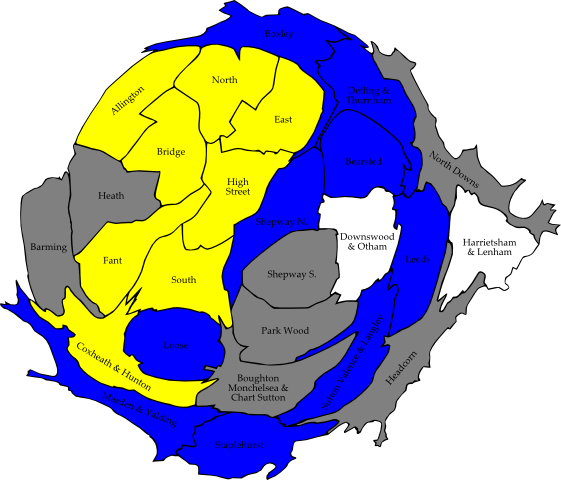 Boxley
North
Allington
Detling &
Thurnham
East
Bridge
Bearsted
North Downs
High
Street
Heath
Shepway N.
Downswood
& Otham
Harrietsham
& Lenham
Barming
Fant
Leeds
Shepway S.
South
Park Wood
Loose
Coxheath & Hunton
Sutton Valence & Langley
Headcorn
Boughton
Monchelsea &
Chart Sutton
Marden & Yalding
Staplehurst